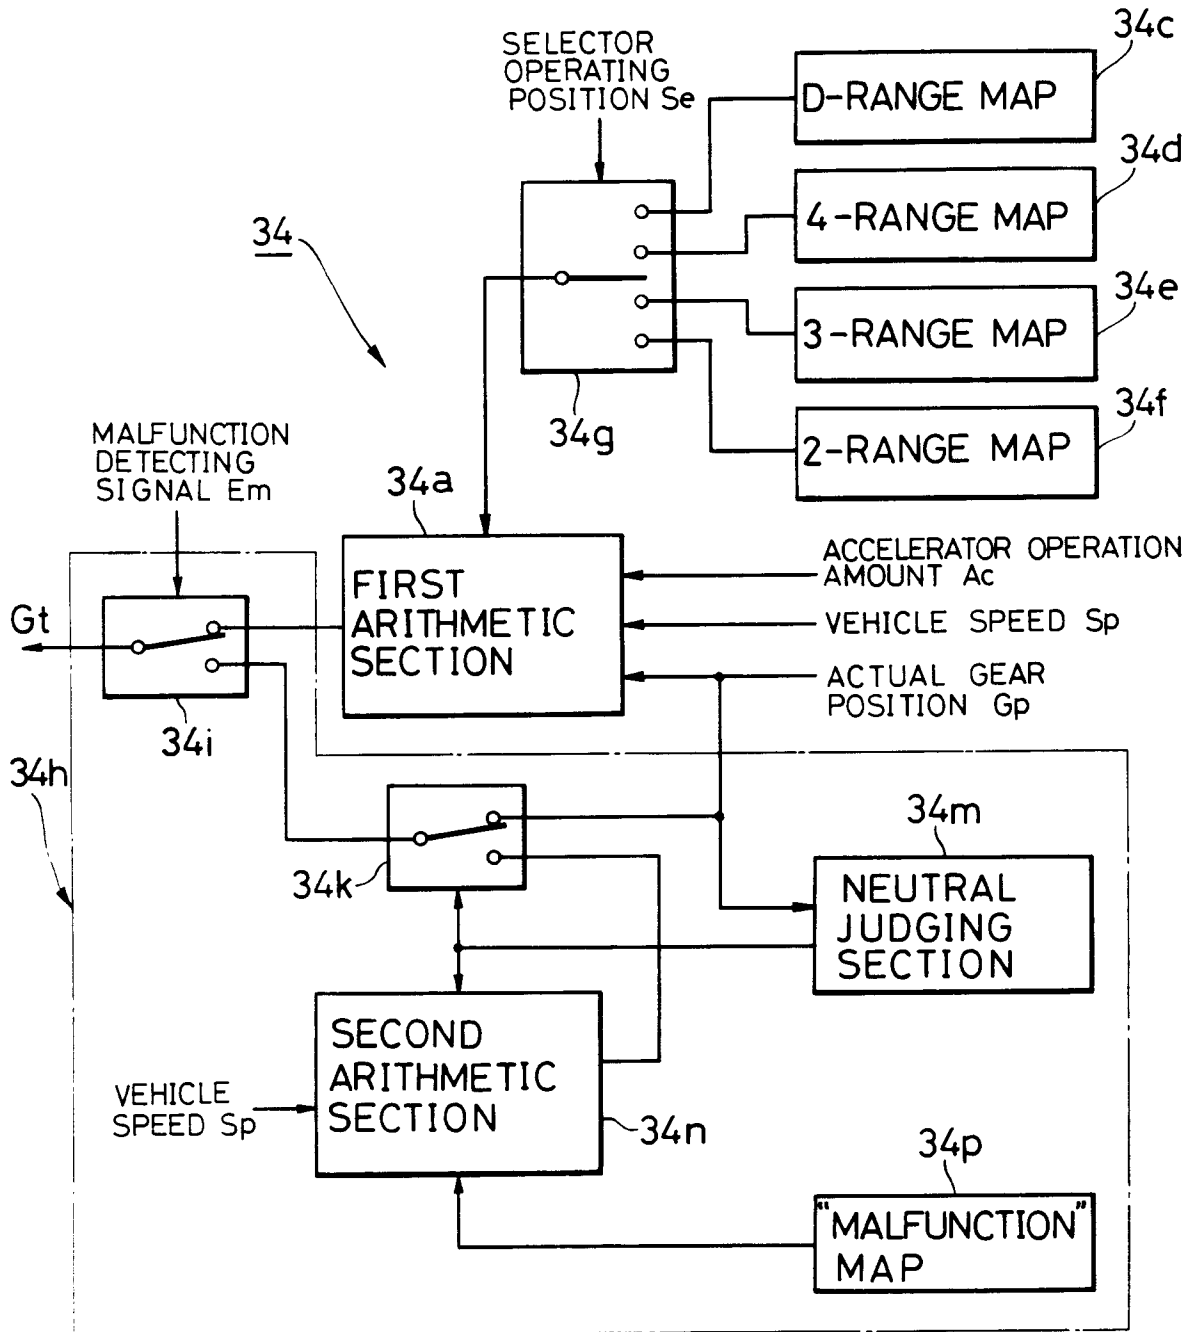 34c
SELECTOR
OPERATING
POSITION Se
D-RANGE MAP
34d
4-RANGE MAP
34
34e
3-RANGE MAP
34g
34f
2-RANGE MAP
MALFUNCTION
DETECTING
SIGNAL Em
34a
FIRST
ARITHMETIC
SECTION
ACCELERATOR OPERATION
AMOUNT Ac
VEHICLE SPEED Sp
ACTUAL GEAR
POSITION Gp
Gt
34i
34h
34k
34m
NEUTRAL
JUDGING
SECTION
SECOND
ARITHMETIC
SECTION
VEHICLE
SPEED Sp
34n
34p
"MALFUNCTION"
MAP